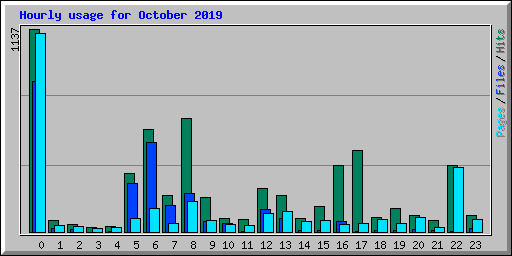 Hourly usage for October 2019
1137
Pages/Files/Hits
0 1 2 3 4 5 6 7 8 9 10 11 12 13 14 15 16 17 18 19 20 21 22 23